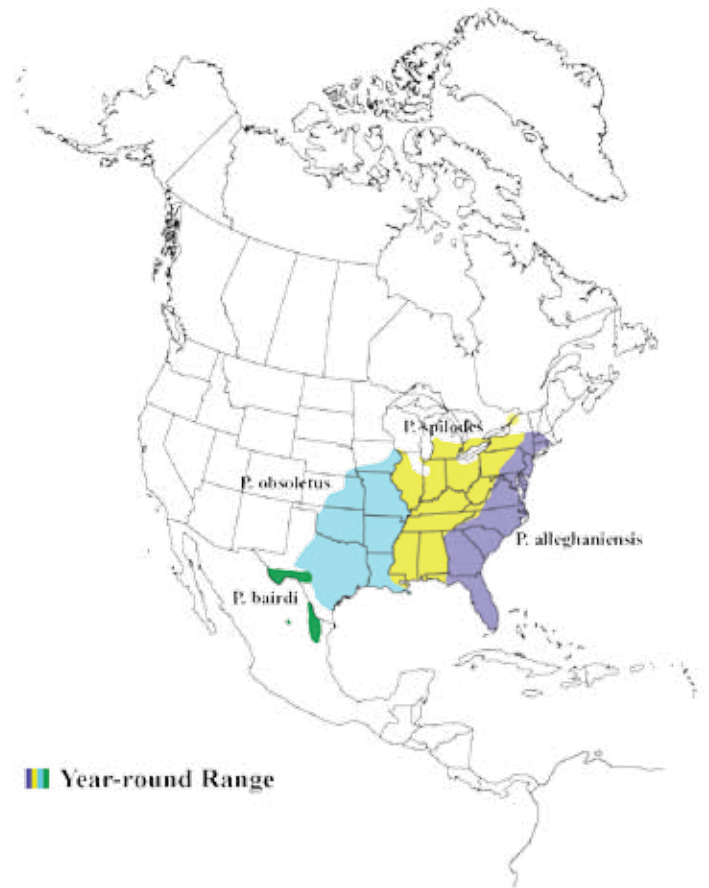 P. spilodes
P. obsoletus
P. alleghaniensis
P. bairdi
Year-round Range